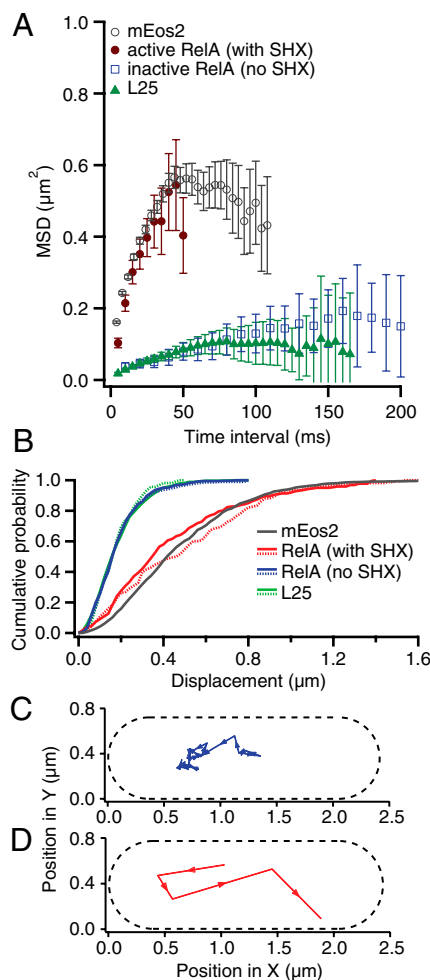 A
mEos2
active RelA (with SHX)
inactive RelA (no SHX)
L25
1.0
0.8
0.6
0.4
0.2
0.0
MSD (μm²)
0 50 100 150 200
Time interval (ms)
B
1.0
0.8
0.6
0.4
0.2
0.0
Cumulative probability
mEos2
RelA (with SHX)
RelA (no SHX)
L25
0.0 0.4 0.8 1.2 1.6
Displacement (μm)
C
0.8
0.4
0.0
0.0 0.5 1.0 1.5 2.0 2.5
Position in Y (μm)
D
0.8
0.4
0.0
0.0 0.5 1.0 1.5 2.0 2.5
Position in X (μm)